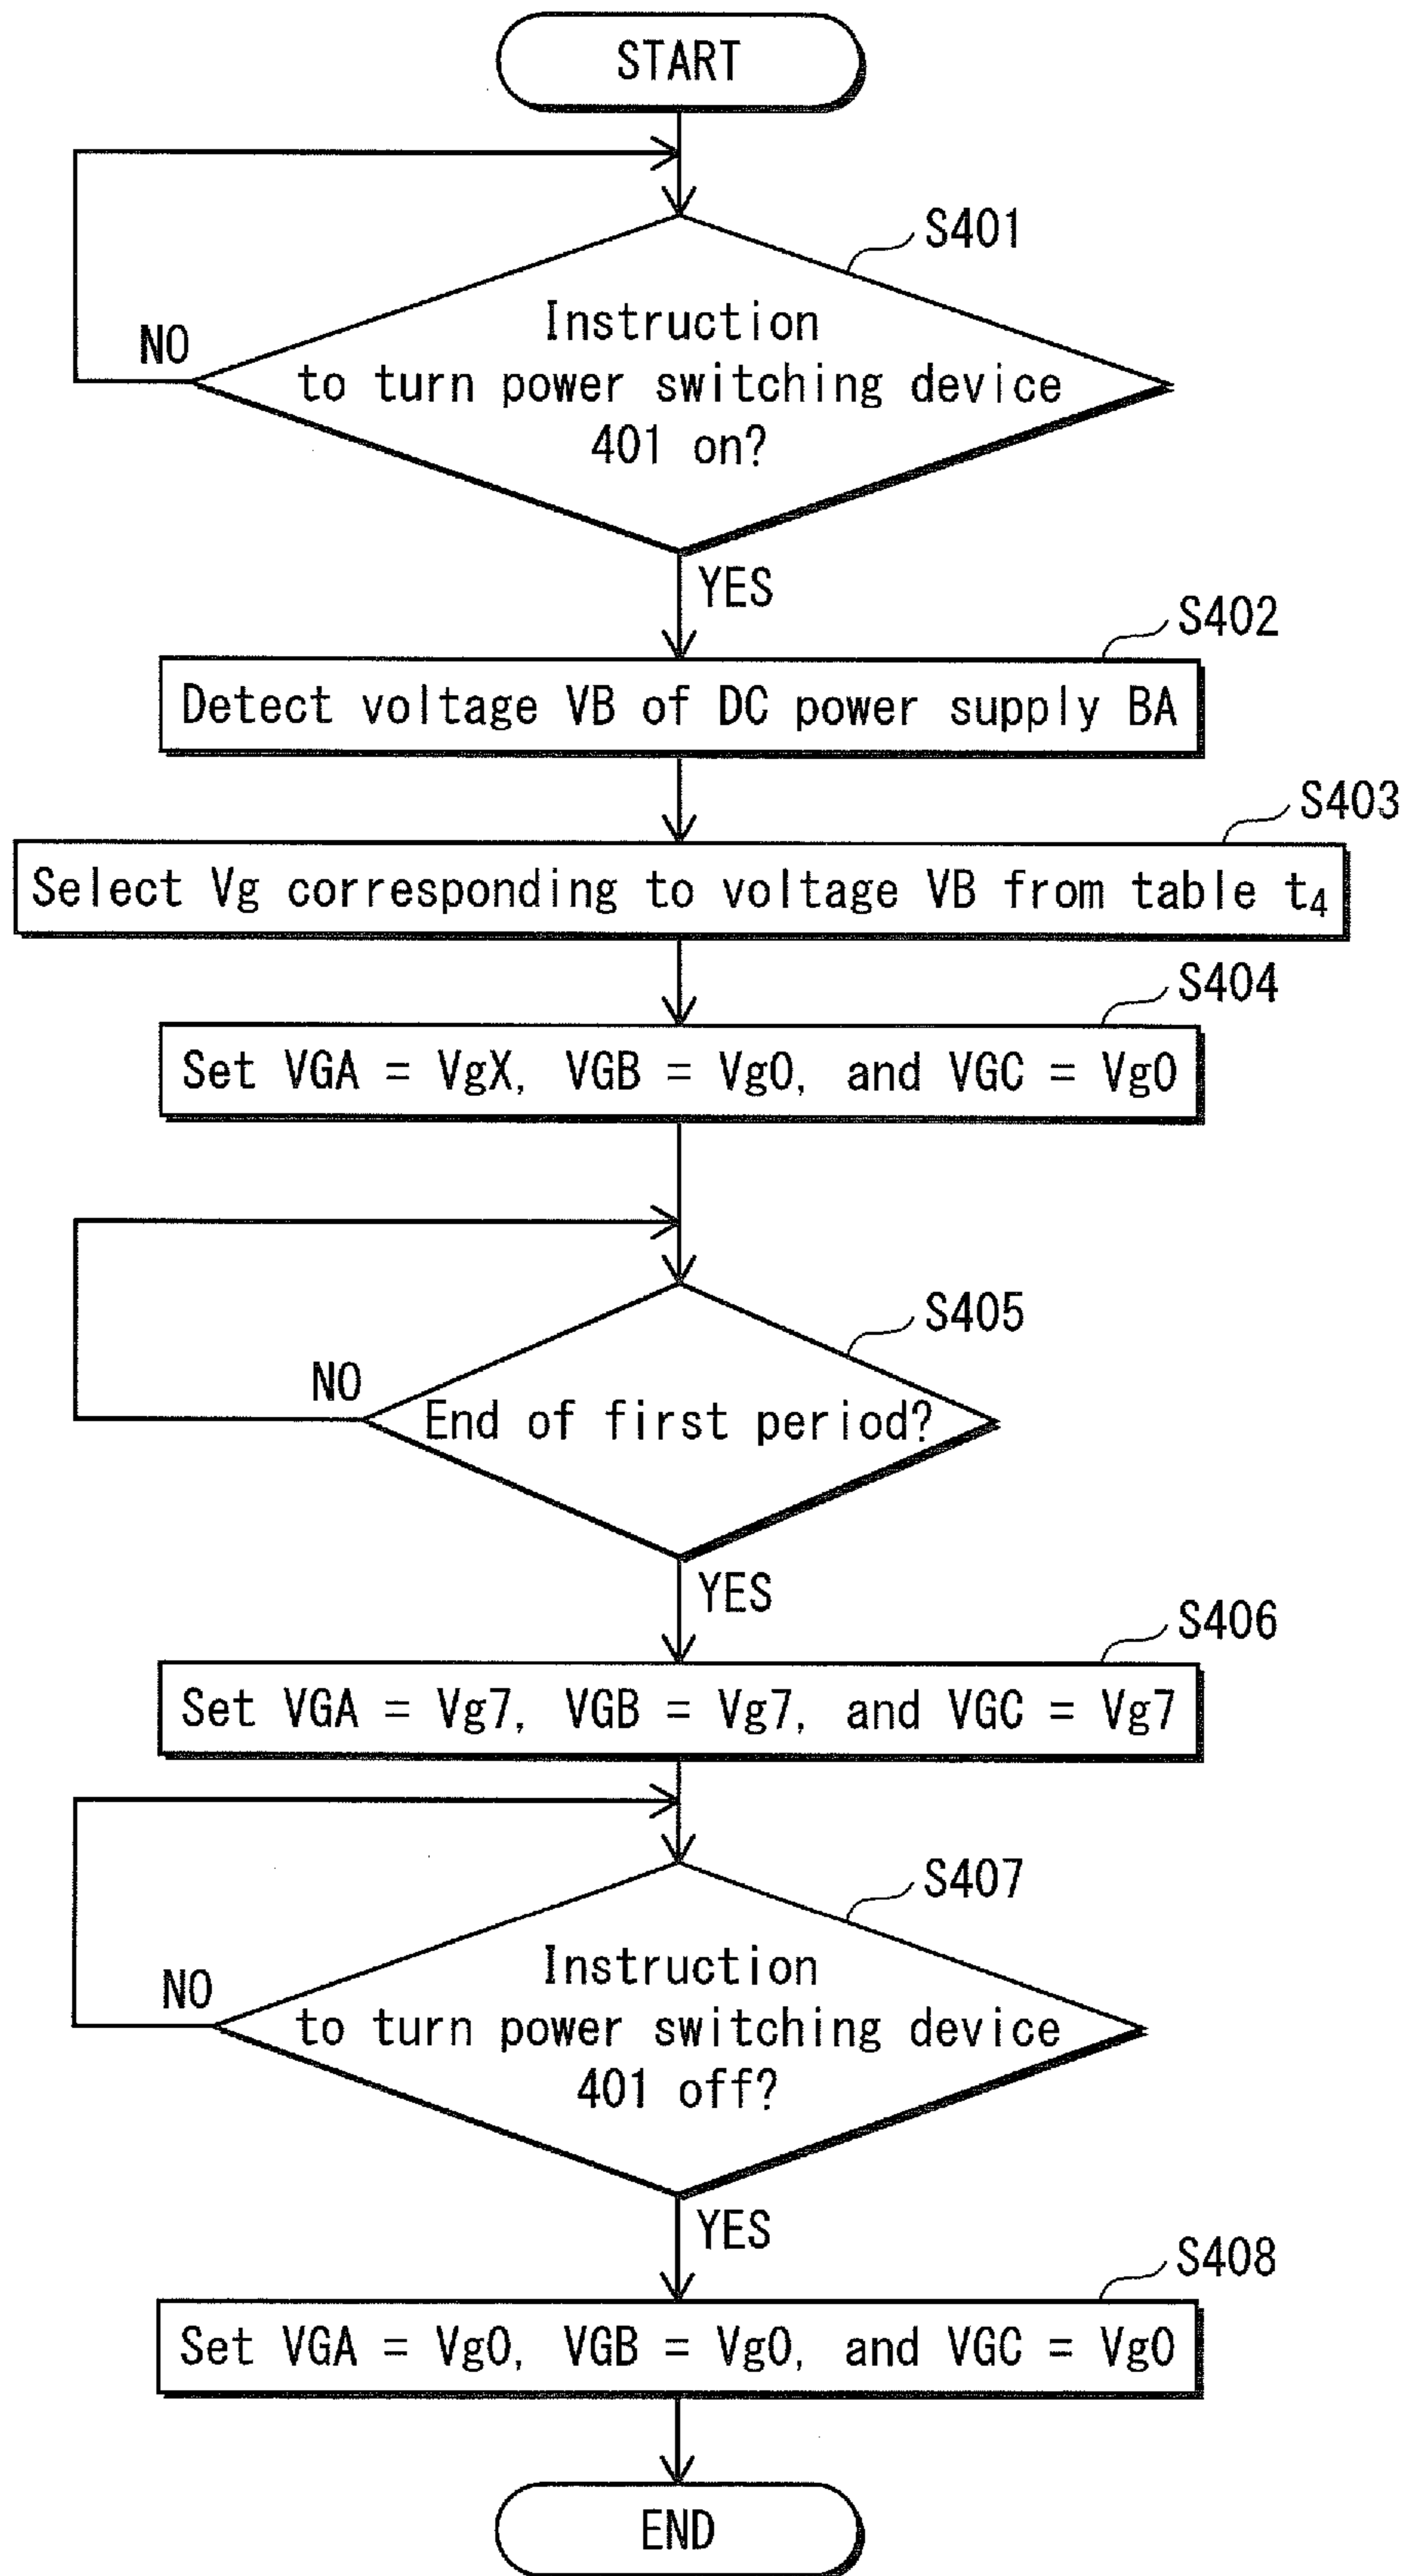 START
S401
Instruction
to turn power switching device
401 on?
NO
YES
S402
Detect voltage VB of DC power supply BA
S403
Select Vg corresponding to voltage VB from table t₄
S404
Set VGA = VgX, VGB = Vg0, and VGC = Vg0
S405
NO
End of first period?
YES
S406
Set VGA = Vg7, VGB = Vg7, and VGC = Vg7
S407
Instruction
NO
to turn power switching device
401 off?
YES
S408
Set VGA = Vg0, VGB = Vg0, and VGC = Vg0
END